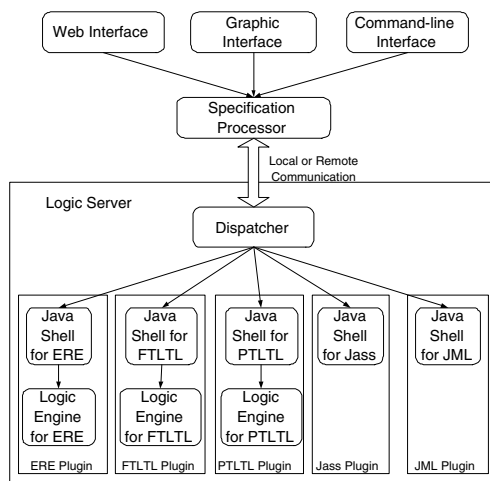 Web Interface
Graphic
Interface
Command-line
Interface
Specification
Processor
Local or Remote
Communication
Logic Server
Dispatcher
Java
Shell
for ERE
Java
Shell for
FTLTL
Java
Shell for
PTLTL
Java
Shell
for Jass
Java
Shell
for JML
Logic
Engine
for ERE
Logic
Engine
for FTLTL
Logic
Engine
for PTLTL
ERE Plugin
FTLTL Plugin
PTLTL Plugin
Jass Plugin
JML Plugin